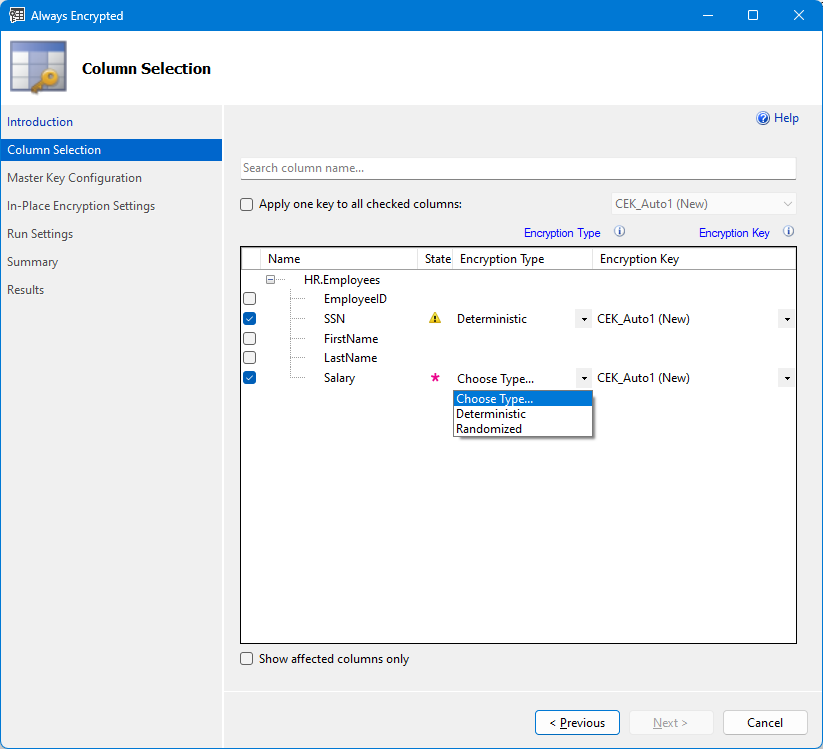 Always Encrypted
Column Selection
Introduction
Column Selection
Master Key Configuration
In-Place Encryption Settings
Run Settings
Summary
Results
Help
Search column name...
Apply one key to all checked columns:
CEK_Auto1 (New)
Encryption Type
Encryption Key
Name State Encryption Type Encryption Key
HR.Employees
EmployeeID
SSN Deterministic CEK_Auto1 (New)
FirstName
LastName
Salary * Choose Type... CEK_Auto1 (New)
Choose Type...
Deterministic
Randomized
Show affected columns only
< Previous Next > Cancel